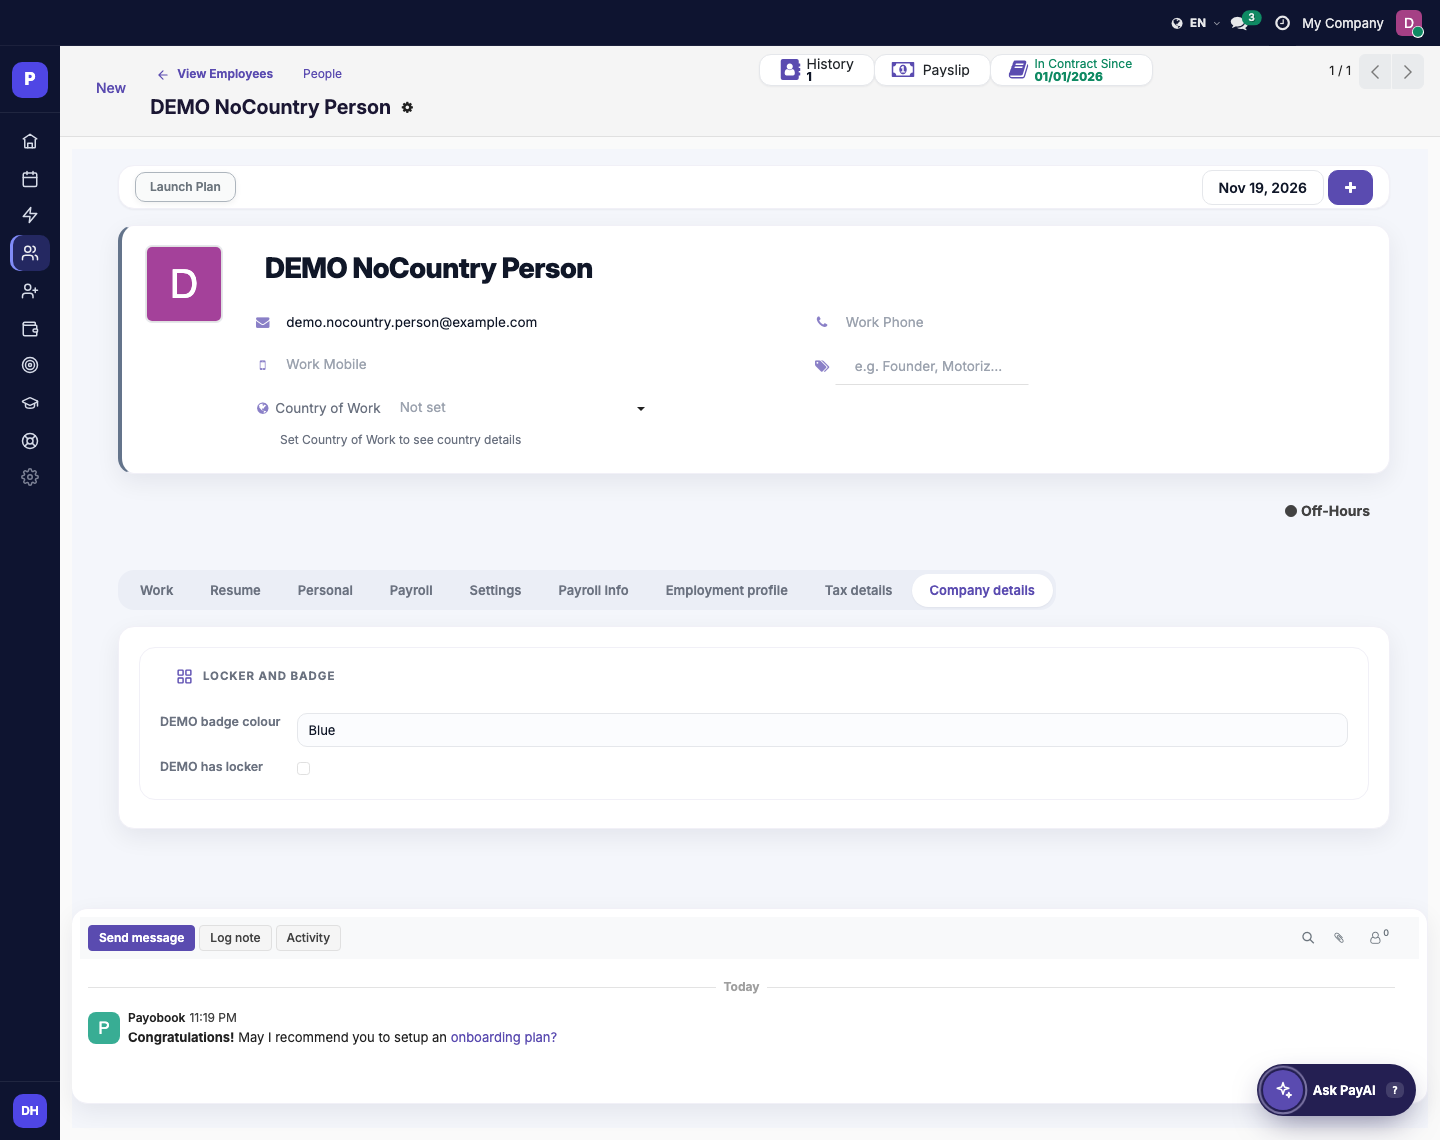 EN
3
My Company
D
P
New
View Employees
People
DEMO NoCountry Person
History
1
Payslip
In Contract Since
01/01/2026
1 / 1
Launch Plan
Nov 19, 2026
+
D
DEMO NoCountry Person
demo.nocountry.person@example.com
Work Phone
Work Mobile
e.g. Founder, Motoriz...
Country of Work
Not set
Set Country of Work to see country details
Off-Hours
Work
Resume
Personal
Payroll
Settings
Payroll Info
Employment profile
Tax details
Company details
LOCKER AND BADGE
DEMO badge colour
Blue
DEMO has locker
Send message
Log note
Activity
0
Today
P
Payobook 11:19 PM
Congratulations! May I recommend you to setup an onboarding plan?
Ask PayAI
?
DH